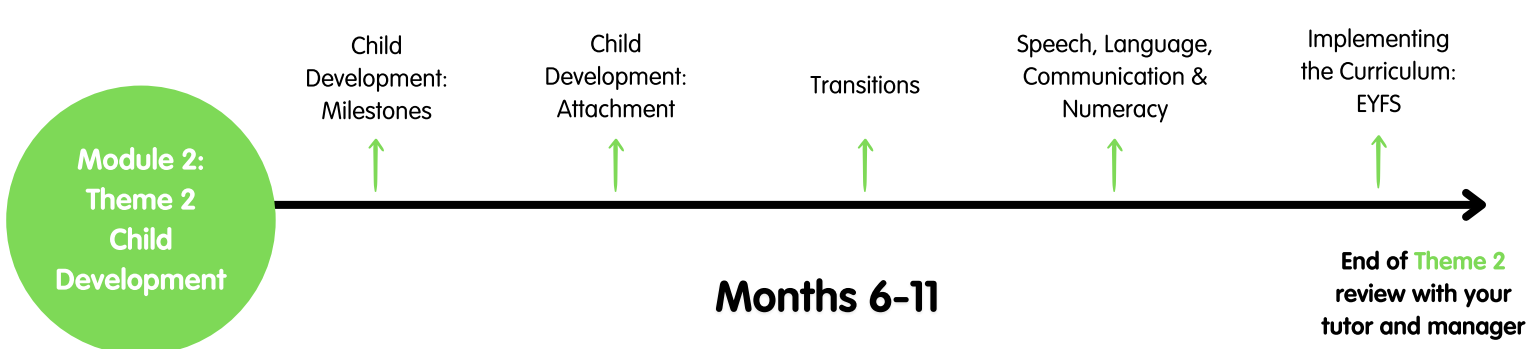 Module 2:
Theme 2
Child
Development
Child
Development:
Milestones
Child
Development:
Attachment
Transitions
Speech, Language,
Communication &
Numeracy
Implementing
the Curriculum:
EYFS
Months 6-11
End of Theme 2
review with your
tutor and manager